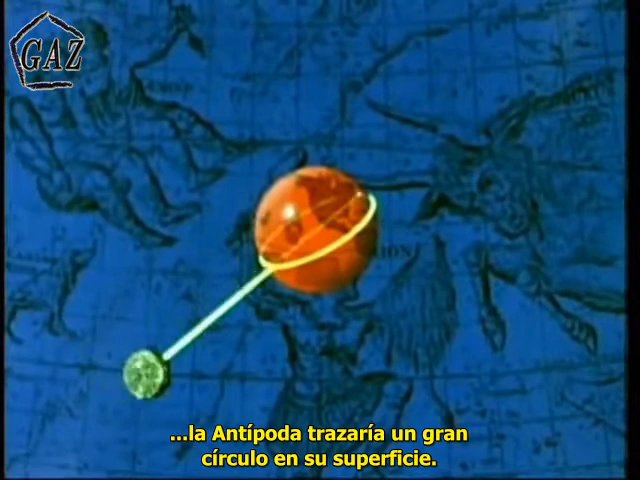 GAZ
...la Antípoda trazaría un gran
círculo en su superficie.